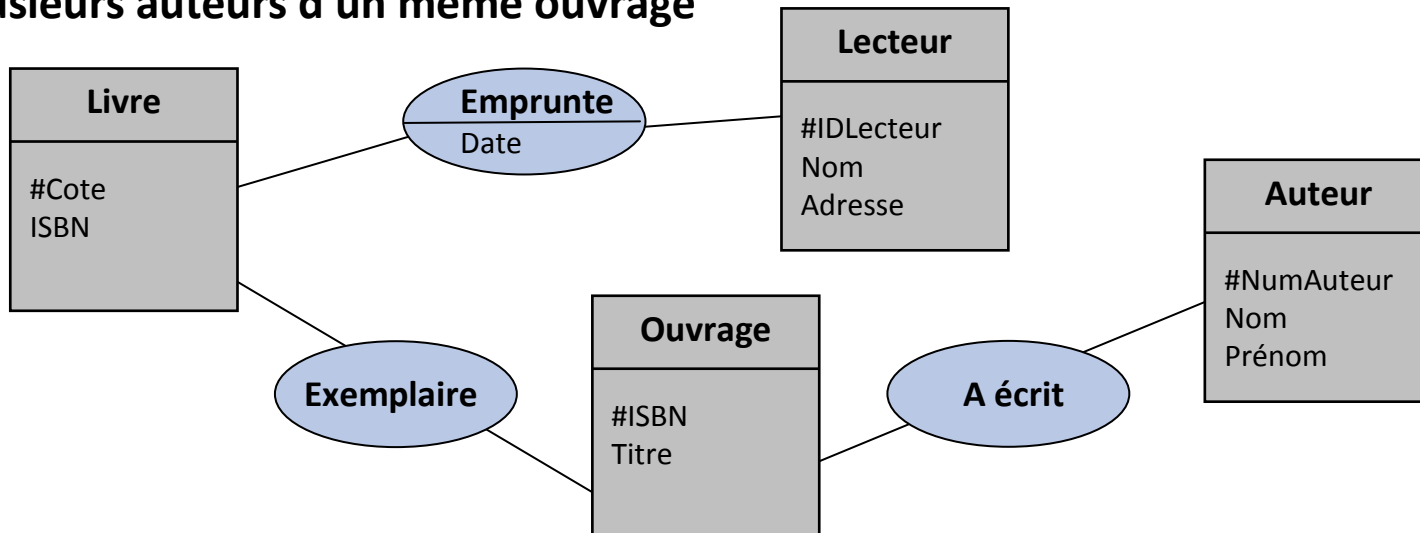 usieurs auteurs d'un même ouvrage
Livre
#Cote
ISBN
Emprunte
Date
Lecteur
#IDLecteur
Nom
Adresse
Auteur
#NumAuteur
Nom
Prénom
Exemplaire
Ouvrage
#ISBN
Titre
A écrit